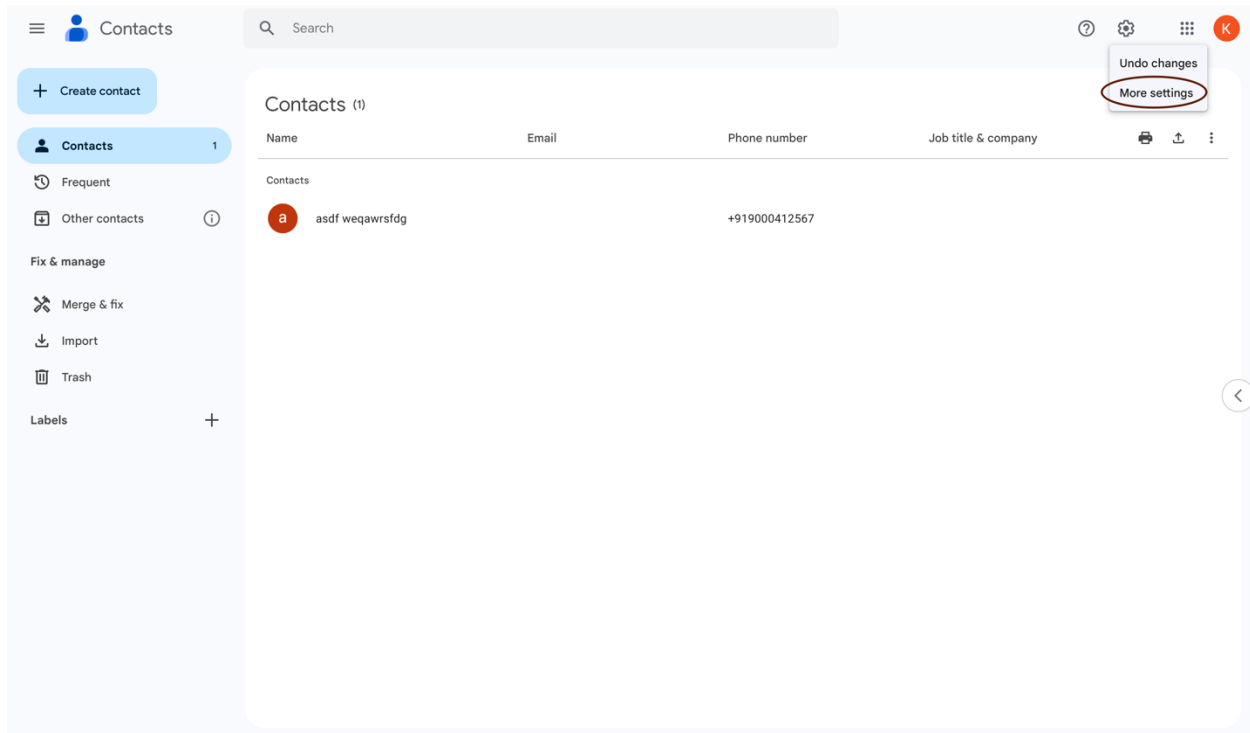 Contacts
Search
K
Undo changes
More settings
Create contact
Contacts 1
Frequent
Other contacts
Fix & manage
Merge & fix
Import
Trash
Labels
Contacts (1)
Name Email Phone number Job title & company
Contacts
a asdf weqawrsfdg +919000412567